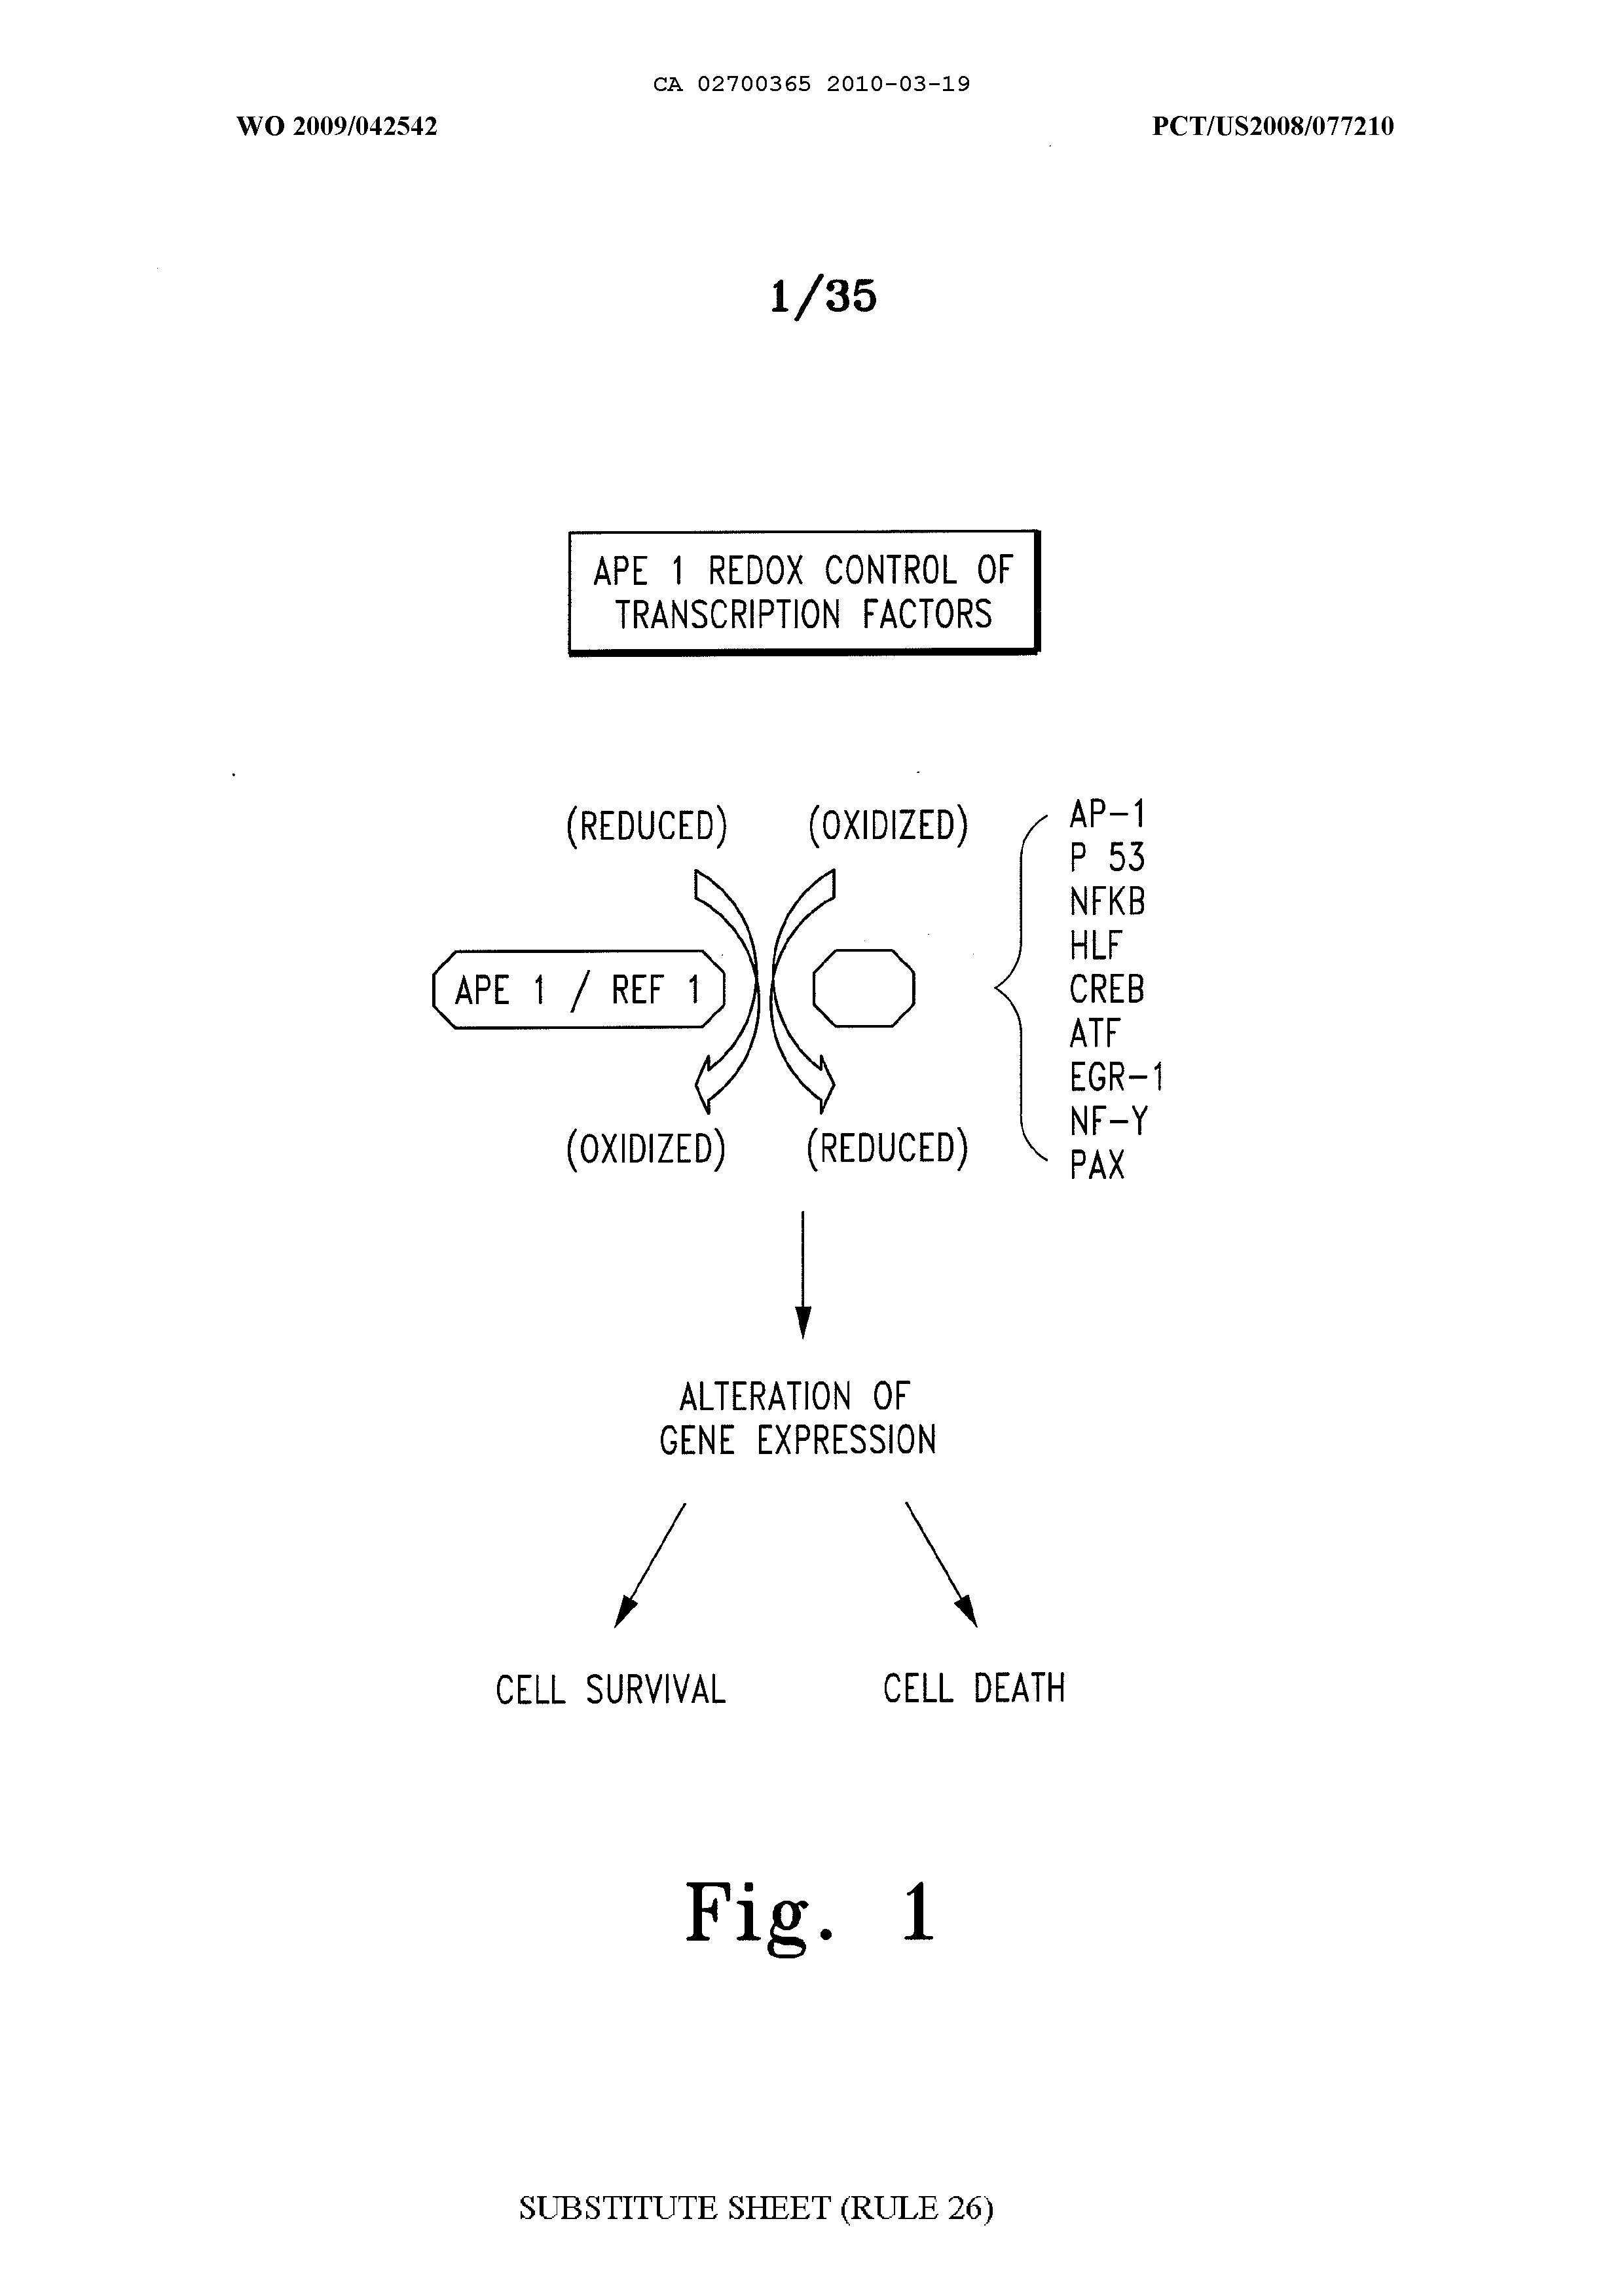 CA 02700365 2010-03-19
WO 2009/042542
PCT/US2008/077210
1/35
APE 1 REDOX CONTROL OF
TRANSCRIPTION FACTORS
(REDUCED)
(OXIDIZED)
APE 1 / REF 1
(OXIDIZED)
(REDUCED)
AP-1
P 53
NFKB
HLF
CREB
ATF
EGR-1
NF-Y
PAX
ALTERATION OF
GENE EXPRESSION
CELL SURVIVAL
CELL DEATH
Fig. 1
SUBSTITUTE SHEET (RULE 26)